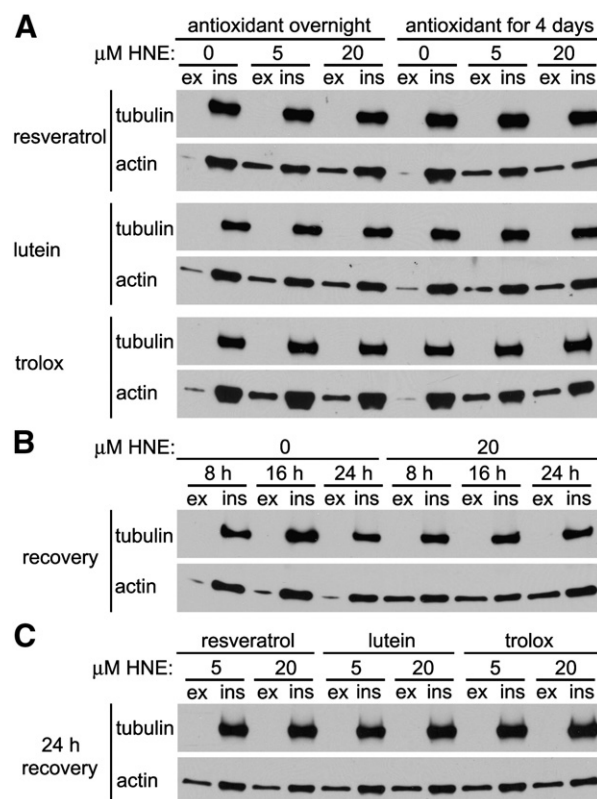 A
antioxidant overnight antioxidant for 4 days
μM HNE: 0 5 20 0 5 20
ex ins ex ins ex ins ex ins ex ins ex ins
resveratrol
tubulin
actin
lutein
tubulin
actin
trolox
tubulin
actin
B
μM HNE: 0 20
8 h 16 h 24 h 8 h 16 h 24 h
ex ins ex ins ex ins ex ins ex ins ex ins
recovery
tubulin
actin
C
resveratrol lutein trolox
μM HNE: 5 20 5 20 5 20
ex ins ex ins ex ins ex ins ex ins ex ins
24 h
recovery
tubulin
actin